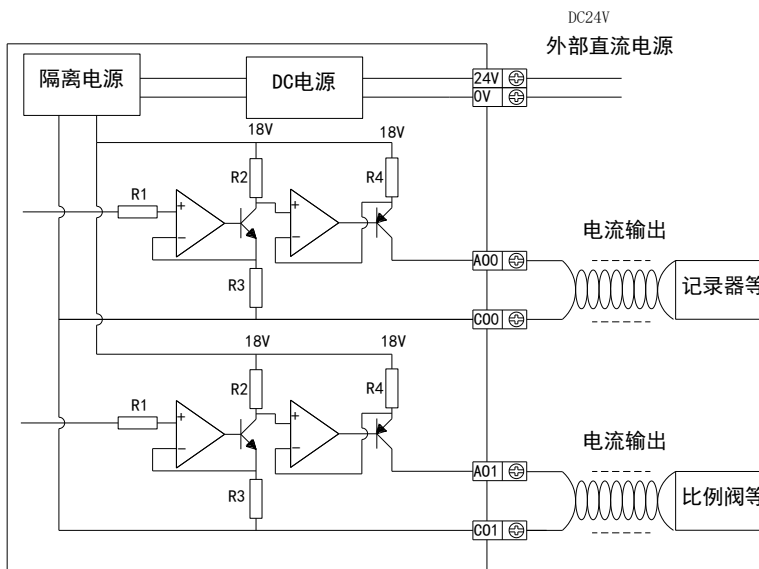 DC24V
外部直流电源
隔离电源
DC电源
24V
0V
18V
18V
R2
R4
R1
+
−
+
−
R3
电流输出
A00
记录器等
C00
18V
18V
R2
R4
R1
+
−
+
−
R3
电流输出
A01
比例阀等
C01